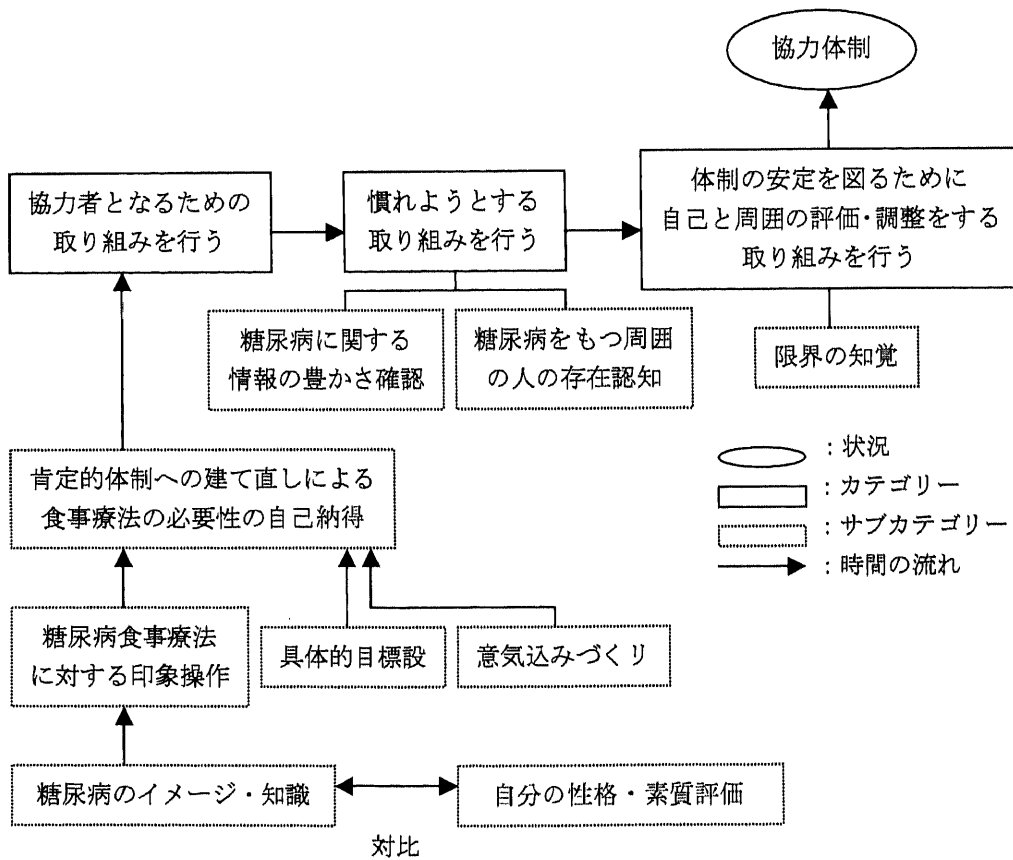 協力体制
協力者となるための
取り組みを行う
慣れようとする
取り組みを行う
体制の安定を図るために
自己と周囲の評価・調整をする
取り組みを行う
糖尿病に関する
情報の豊かさ確認
糖尿病をもつ周囲
の人の存在認知
限界の知覚
肯定的体制への建て直しによる
食事療法の必要性の自己納得
：状況
：カテゴリー
：サブカテゴリー
：時間の流れ
糖尿病食事療法
に対する印象操作
具体的目標設
意気込みづくり
糖尿病のイメージ・知識
自分の性格・素質評価
対比